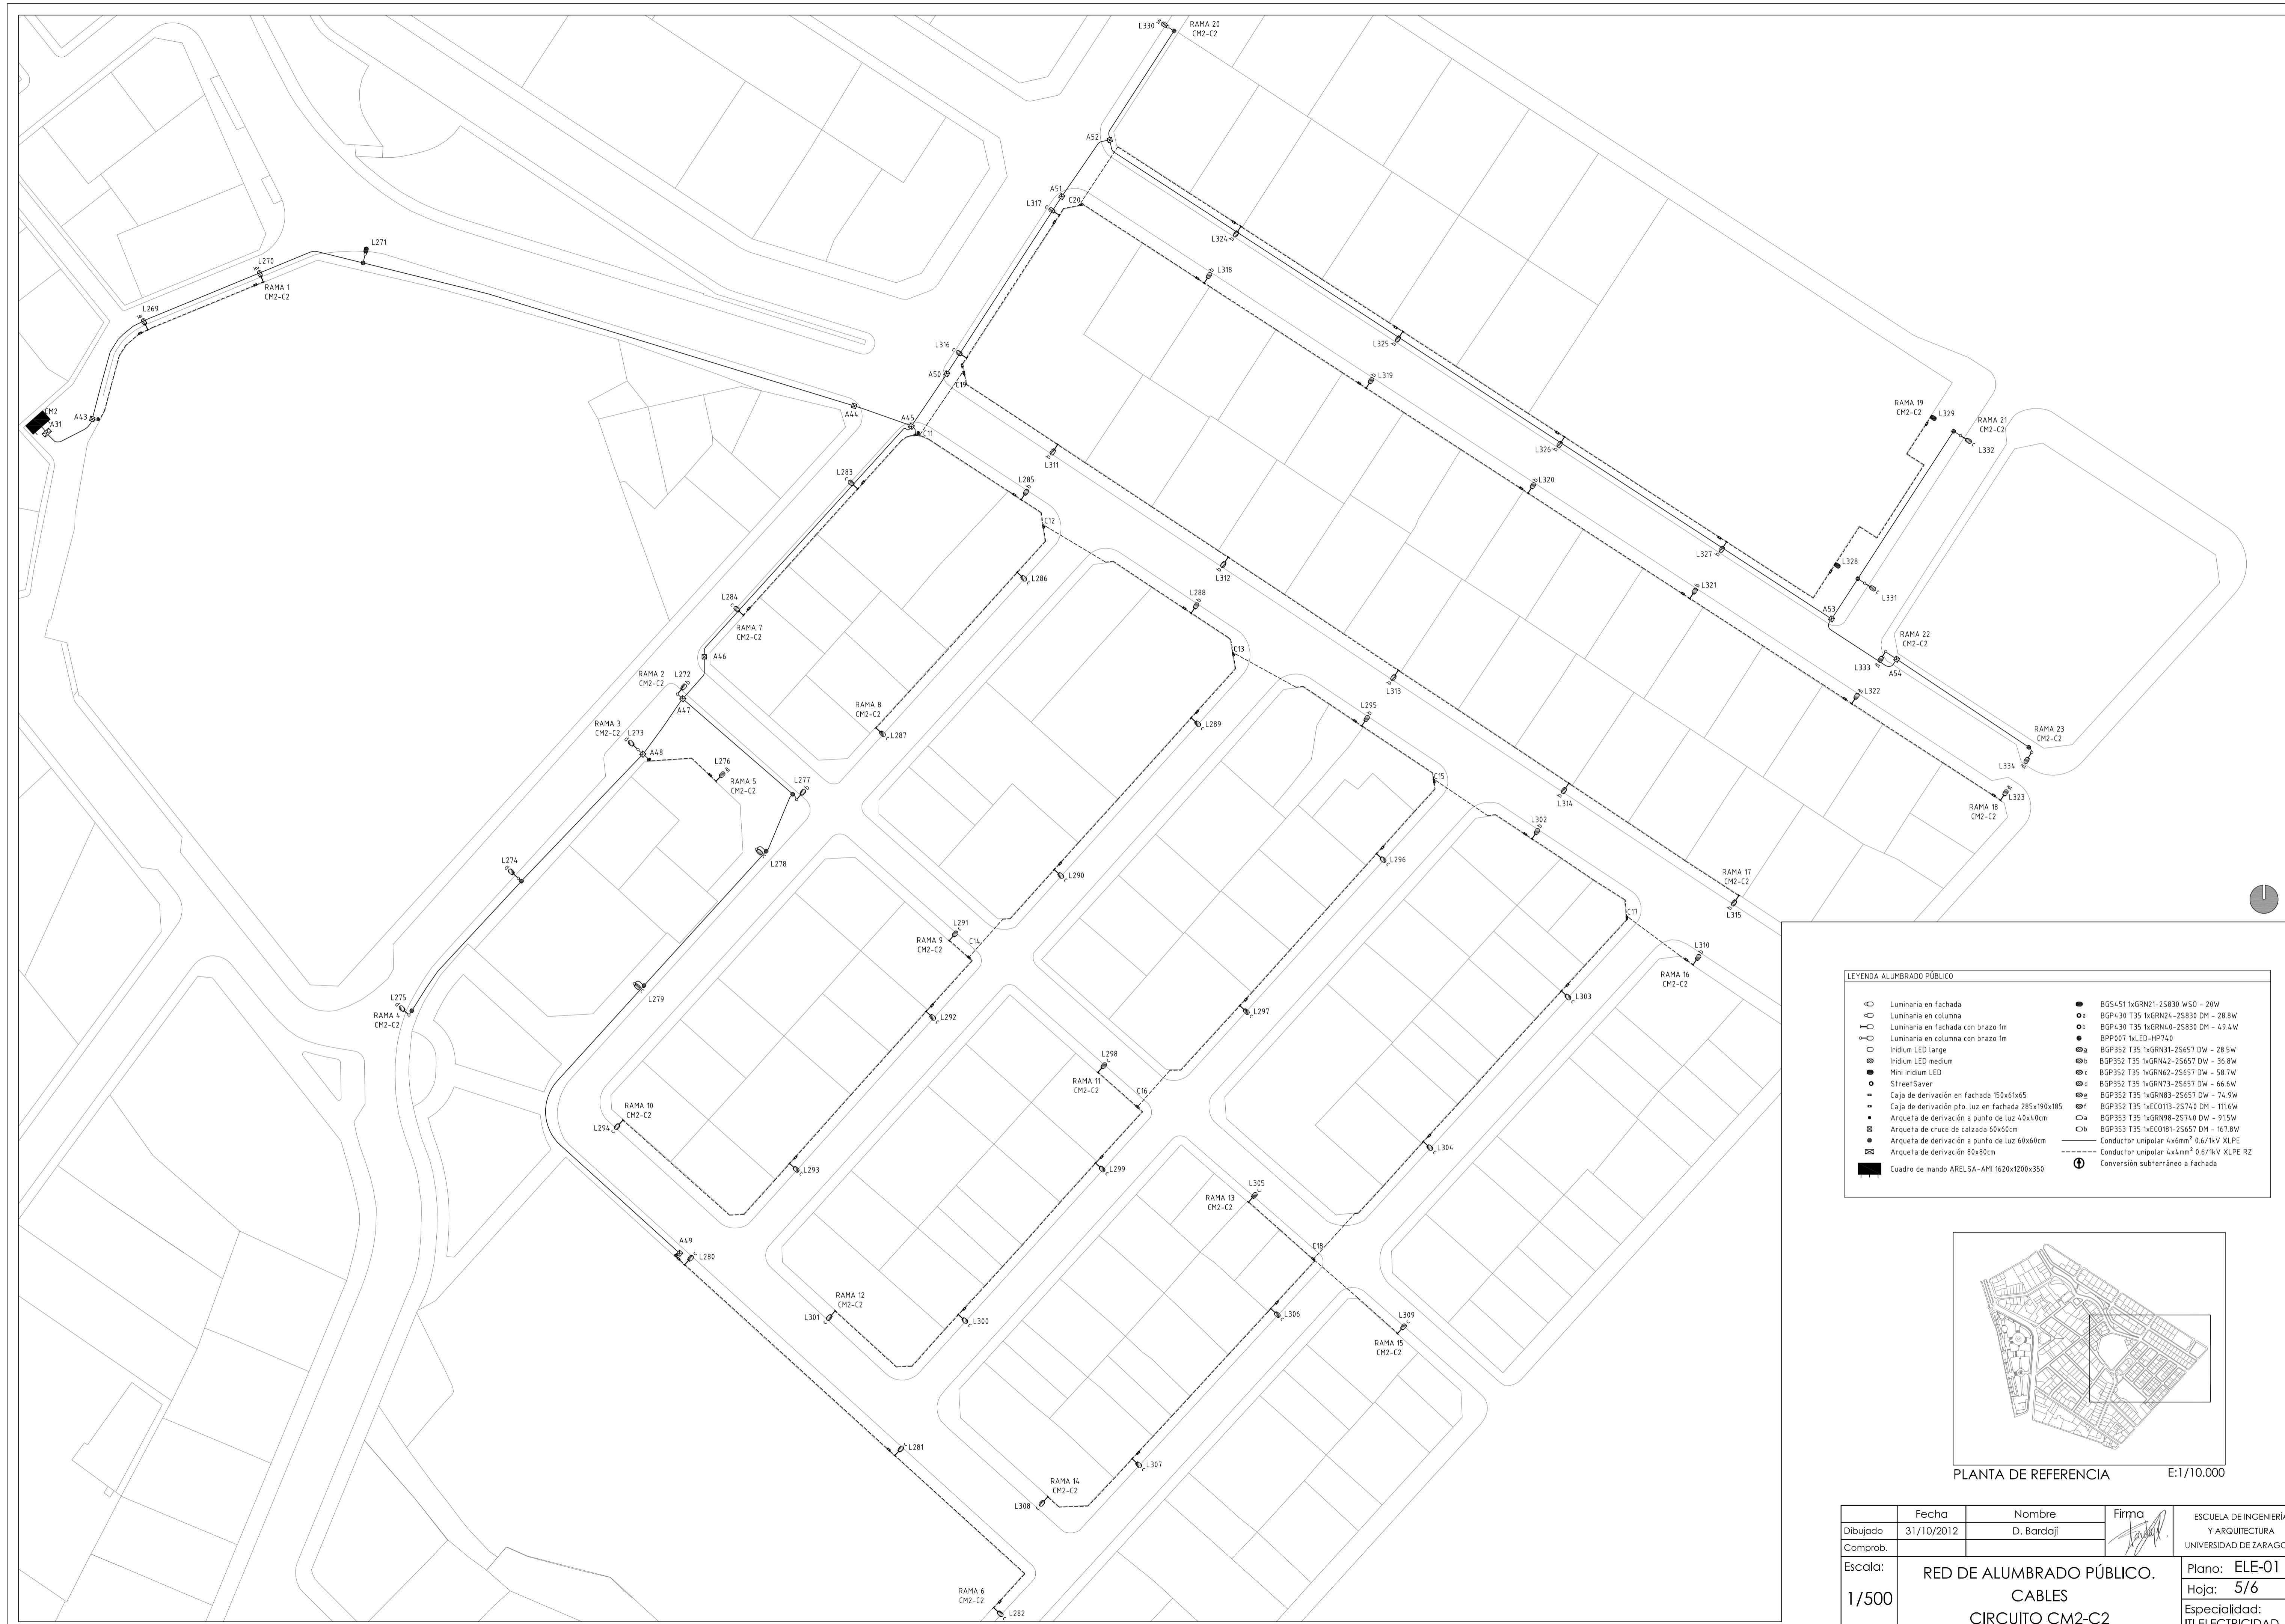 L330
RAMA 20
CM2-C2
A52
A51
L317
C20
L324
L318
L271
L270
RAMA 1
CM2-C2
L269
L325
L316
A50
C19
L319
CM2
A31
A43
A44
A45
C11
RAMA 19
CM2-C2
L329
RAMA 21
CM2-C2
L332
L326
L311
L283
L285
L320
C12
L327
L312
L286
L328
L321
L331
L284
L288
A53
RAMA 7
CM2-C2
RAMA 22
CM2-C2
A46
C13
L333
A54
RAMA 2
CM2-C2
L272
L313
L322
A47
RAMA 8
CM2-C2
L287
L289
L295
RAMA 3
CM2-C2
L273
A48
RAMA 23
CM2-C2
L334
L276
RAMA 5
CM2-C2
L277
C15
L314
L323
RAMA 18
CM2-C2
L302
L278
L274
L296
L290
RAMA 17
CM2-C2
L315
C17
L291
RAMA 9
CM2-C2
C14
L310
RAMA 16
CM2-C2
L279
L303
L275
RAMA 4
CM2-C2
L292
L297
L298
RAMA 11
CM2-C2
C16
RAMA 10
CM2-C2
L294
L304
L293
L299
L305
RAMA 13
CM2-C2
A49
L280
C18
RAMA 12
CM2-C2
L301
L300
L306
L309
RAMA 15
CM2-C2
L281
L307
RAMA 14
CM2-C2
L308
RAMA 6
CM2-C2
L282
LEYENDA ALUMBRADO PÚBLICO
Luminaria en fachada
Luminaria en columna
Luminaria en fachada con brazo 1m
Luminaria en columna con brazo 1m
Iridium LED large
Iridium LED medium
Mini Iridium LED
StreetSaver
Caja de derivación en fachada 150x61x65
Caja de derivación pto. luz en fachada 285x190x185
Arqueta de derivación a punto de luz 40x40cm
Arqueta de cruce de calzada 60x60cm
Arqueta de derivación a punto de luz 60x60cm
Arqueta de derivación 80x80cm
Cuadro de mando ARELSA-AMI 1620x1200x350
BGS451 1xGRN21-2S830 WSO - 20W
a BGP430 T35 1xGRN24-2S830 DM - 28.8W
b BGP430 T35 1xGRN40-2S830 DM - 49.4W
BPP007 1xLED-HP740
a BGP352 T35 1xGRN31-2S657 DW - 28.5W
b BGP352 T35 1xGRN42-2S657 DW - 36.8W
c BGP352 T35 1xGRN62-2S657 DW - 58.7W
d BGP352 T35 1xGRN73-2S657 DW - 66.6W
e BGP352 T35 1xGRN83-2S657 DW - 74.9W
f BGP352 T35 1xECO113-2S740 DM - 111.6W
a BGP353 T35 1xGRN98-2S740 DW - 91.5W
b BGP353 T35 1xECO181-2S657 DM - 167.8W
Conductor unipolar 4x6mm² 0.6/1kV XLPE
Conductor unipolar 4x4mm² 0.6/1kV XLPE RZ
Conversión subterráneo a fachada
PLANTA DE REFERENCIA E:1/10.000
Fecha Nombre Firma
Dibujado 31/10/2012 D. Bardají
Comprob.
ESCUELA DE INGENIERÍA
Y ARQUITECTURA
UNIVERSIDAD DE ZARAGO
Escala:
1/500
RED DE ALUMBRADO PÚBLICO.
CABLES
CIRCUITO CM2-C2
Plano: ELE-01
Hoja: 5/6
Especialidad:
ITI ELECTRICIDAD